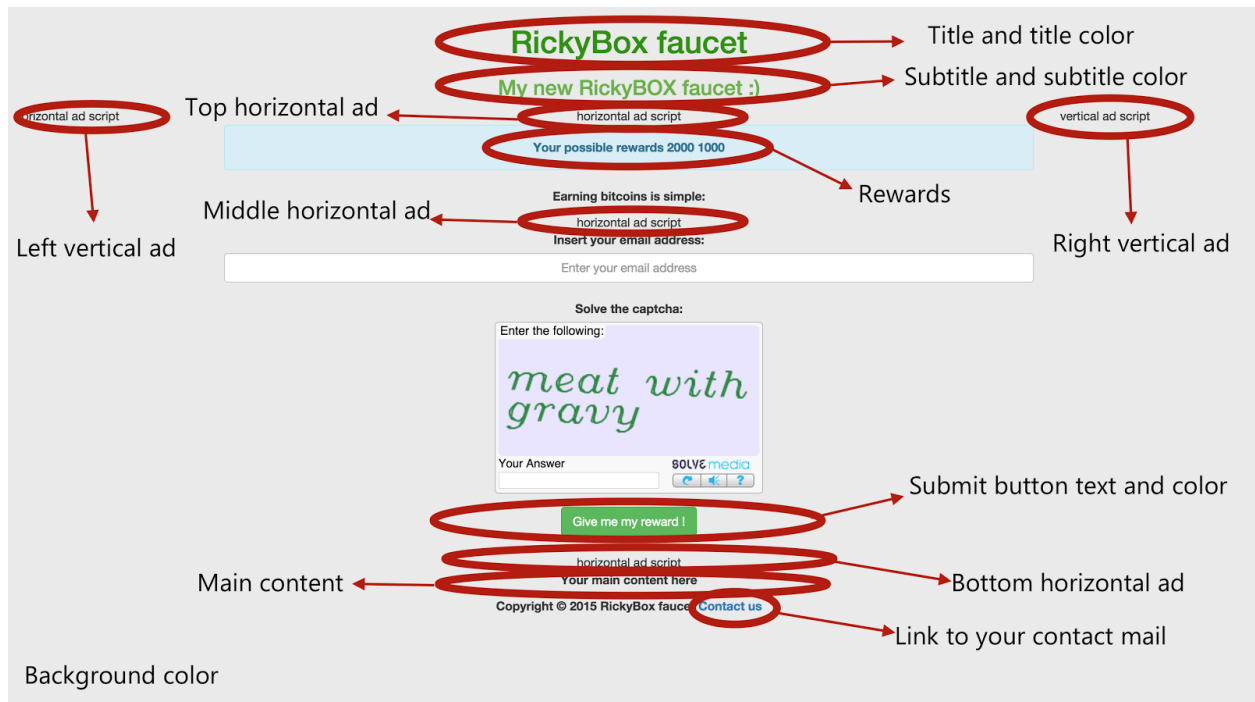 RickyBox faucet
Title and title color
My new RickyBOX faucet :)
Subtitle and subtitle color
Top horizontal ad
orizontal ad script
horizontal ad script
vertical ad script
Your possible rewards 2000 1000
Rewards
Earning bitcoins is simple:
Middle horizontal ad
horizontal ad script
Insert your email address:
Left vertical ad
Right vertical ad
Enter your email address
Solve the captcha:
Enter the following:
meat with
gravy
Your Answer
SOLVE media
?
Submit button text and color
Give me my reward !
horizontal ad script
Main content
Your main content here
Bottom horizontal ad
Copyright © 2015 RickyBox fauce Contact us
Link to your contact mail
Background color